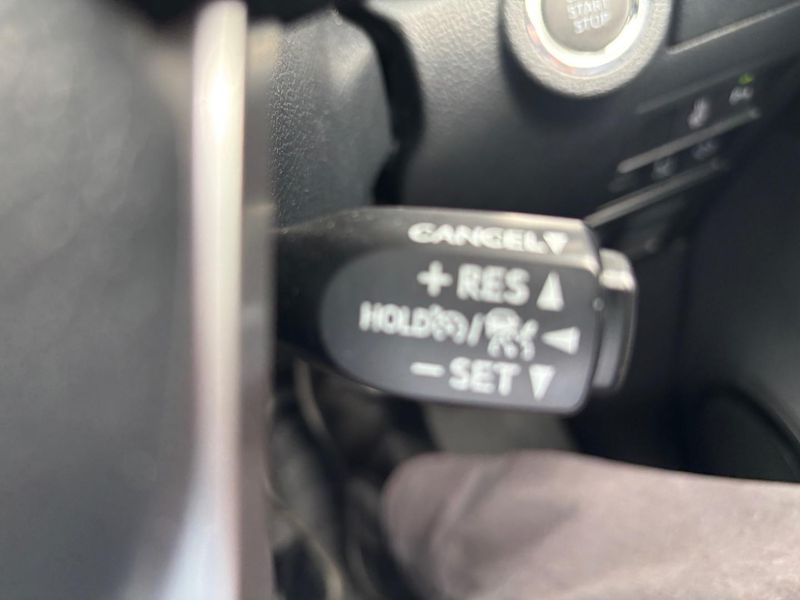 START
STOP
CANCEL▼
+ RES ▲
HOLD / ◀
− SET ▼